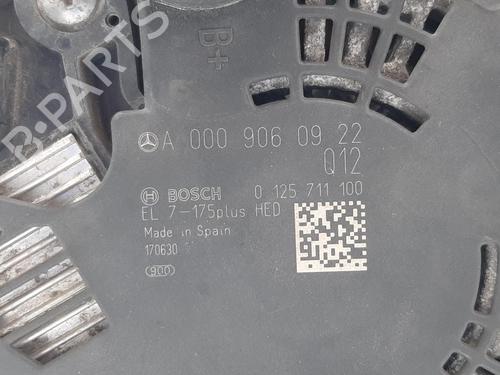 B+
A 000 906 09 22
Q12
BOSCH 0 125 711 100
EL 7-175plus HED
Made in Spain
170630
900
B-PARTS